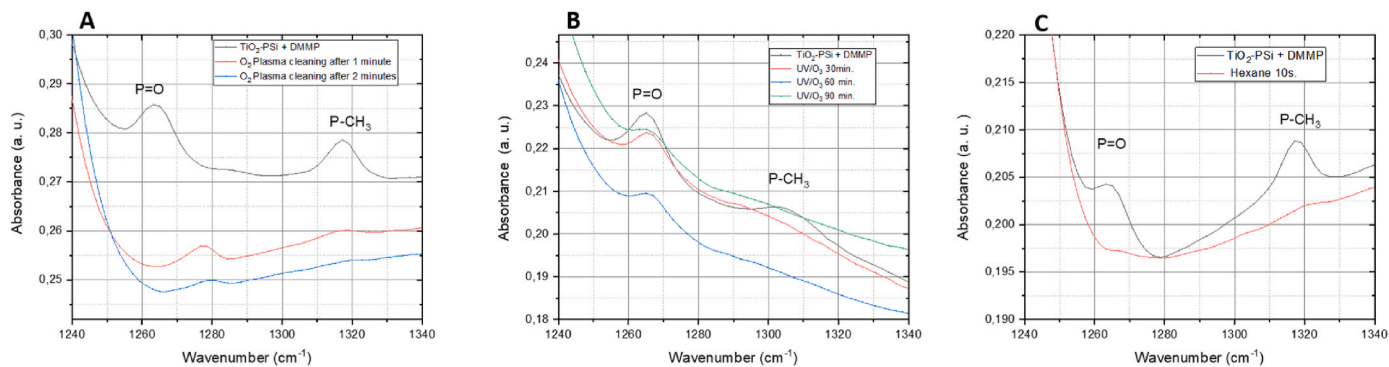 A
0,30
0,29
0,28
0,27
0,26
0,25
Absorbance (a. u.)
TiO₂-PSi + DMMP
O₂ Plasma cleaning after 1 minute
O₂ Plasma cleaning after 2 minutes
P=O
P-CH₃
1240 1260 1280 1300 1320 1340
Wavenumber (cm⁻¹)
B
0,24
0,23
0,22
0,21
0,20
0,19
0,18
Absorbance (a. u.)
TiO₂-PSi + DMMP
UV/O₃ 30min.
UV/O₃ 60 min.
UV/O₃ 90 min.
P=O
P-CH₃
1240 1260 1280 1300 1320 1340
Wavenumber (cm⁻¹)
C
0,220
0,215
0,210
0,205
0,200
0,195
0,190
Absorbance (a. u. )
TiO₂-PSi + DMMP
Hexane 10s.
P=O
P-CH₃
1240 1260 1280 1300 1320 1340
Wavenumber (cm⁻¹)